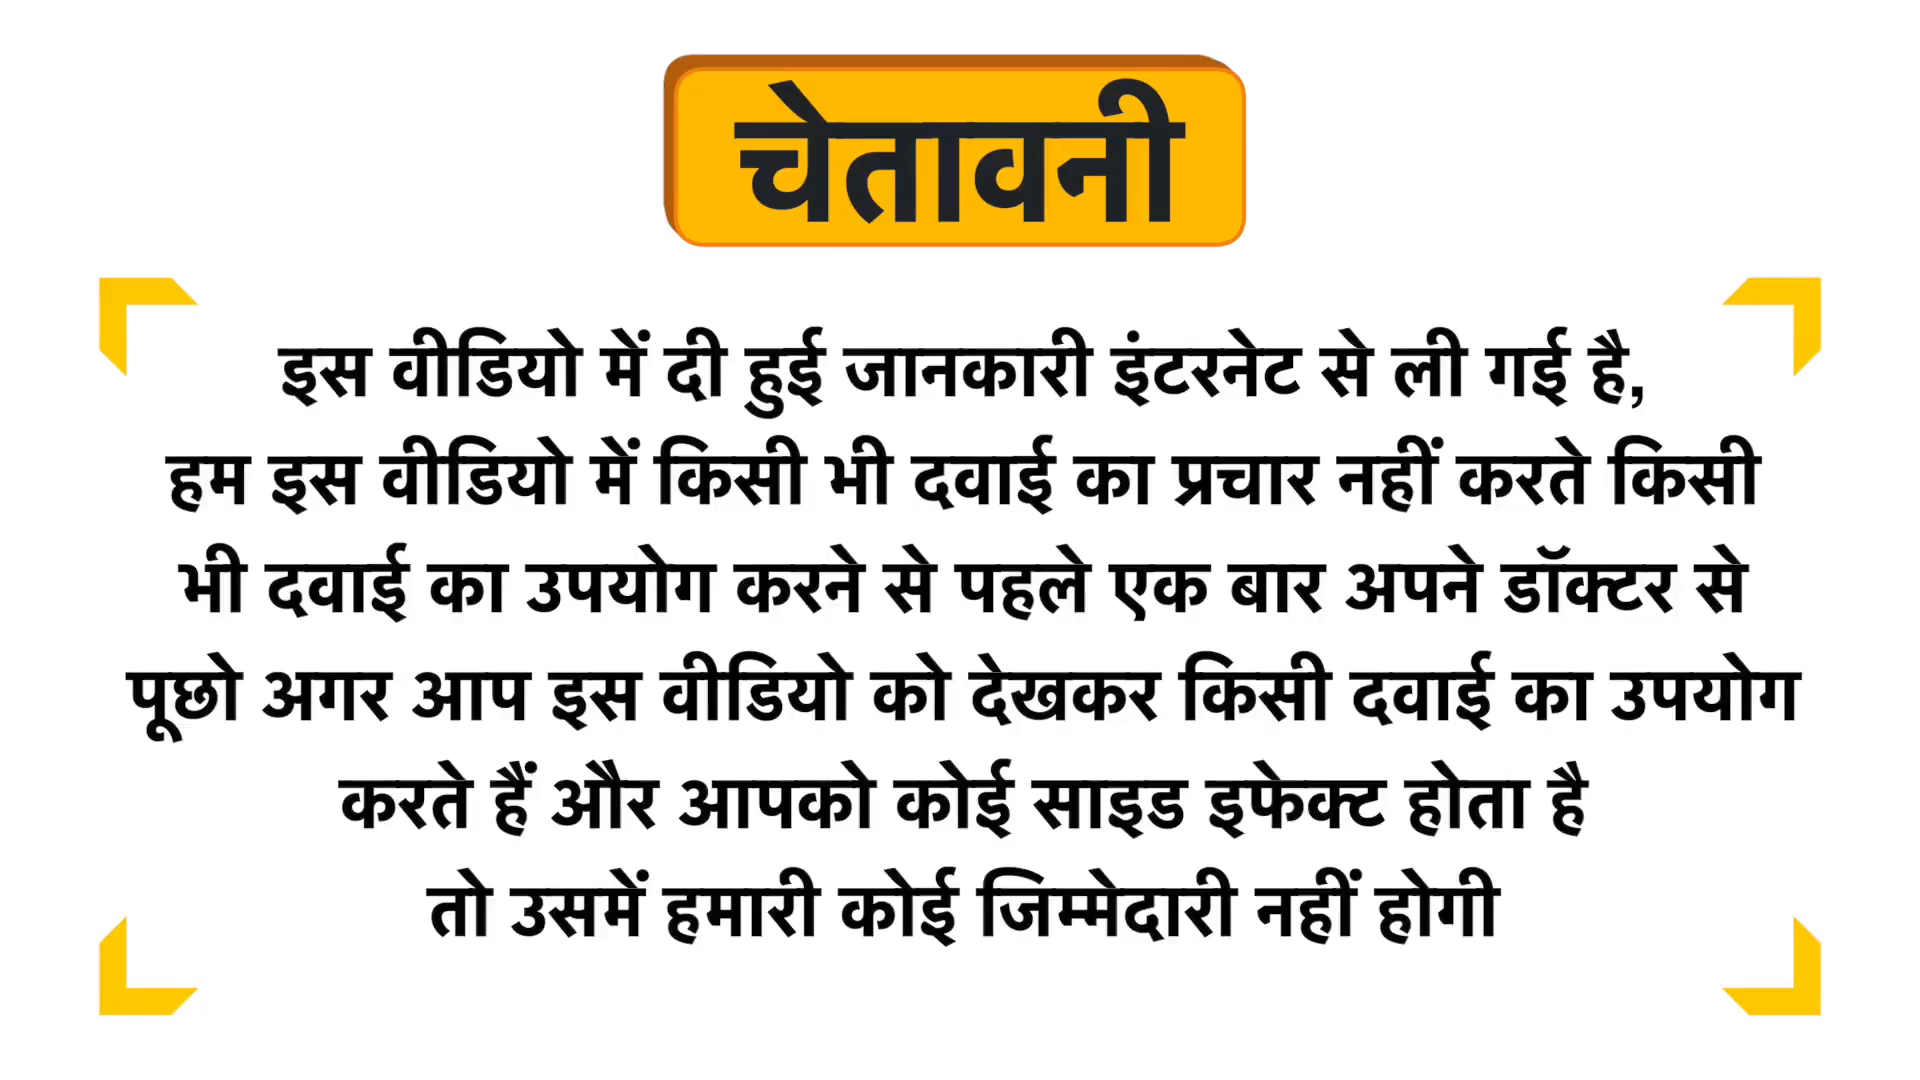 चेतावनी
इस वीडियो में दी हुई जानकारी इंटरनेट से ली गई है,
हम इस वीडियो में किसी भी दवाई का प्रचार नहीं करते किसी
भी दवाई का उपयोग करने से पहले एक बार अपने डॉक्टर से
पूछो अगर आप इस वीडियो को देखकर किसी दवाई का उपयोग
करते हैं और आपको कोई साइड इफेक्ट होता है
तो उसमें हमारी कोई जिम्मेदारी नहीं होगी